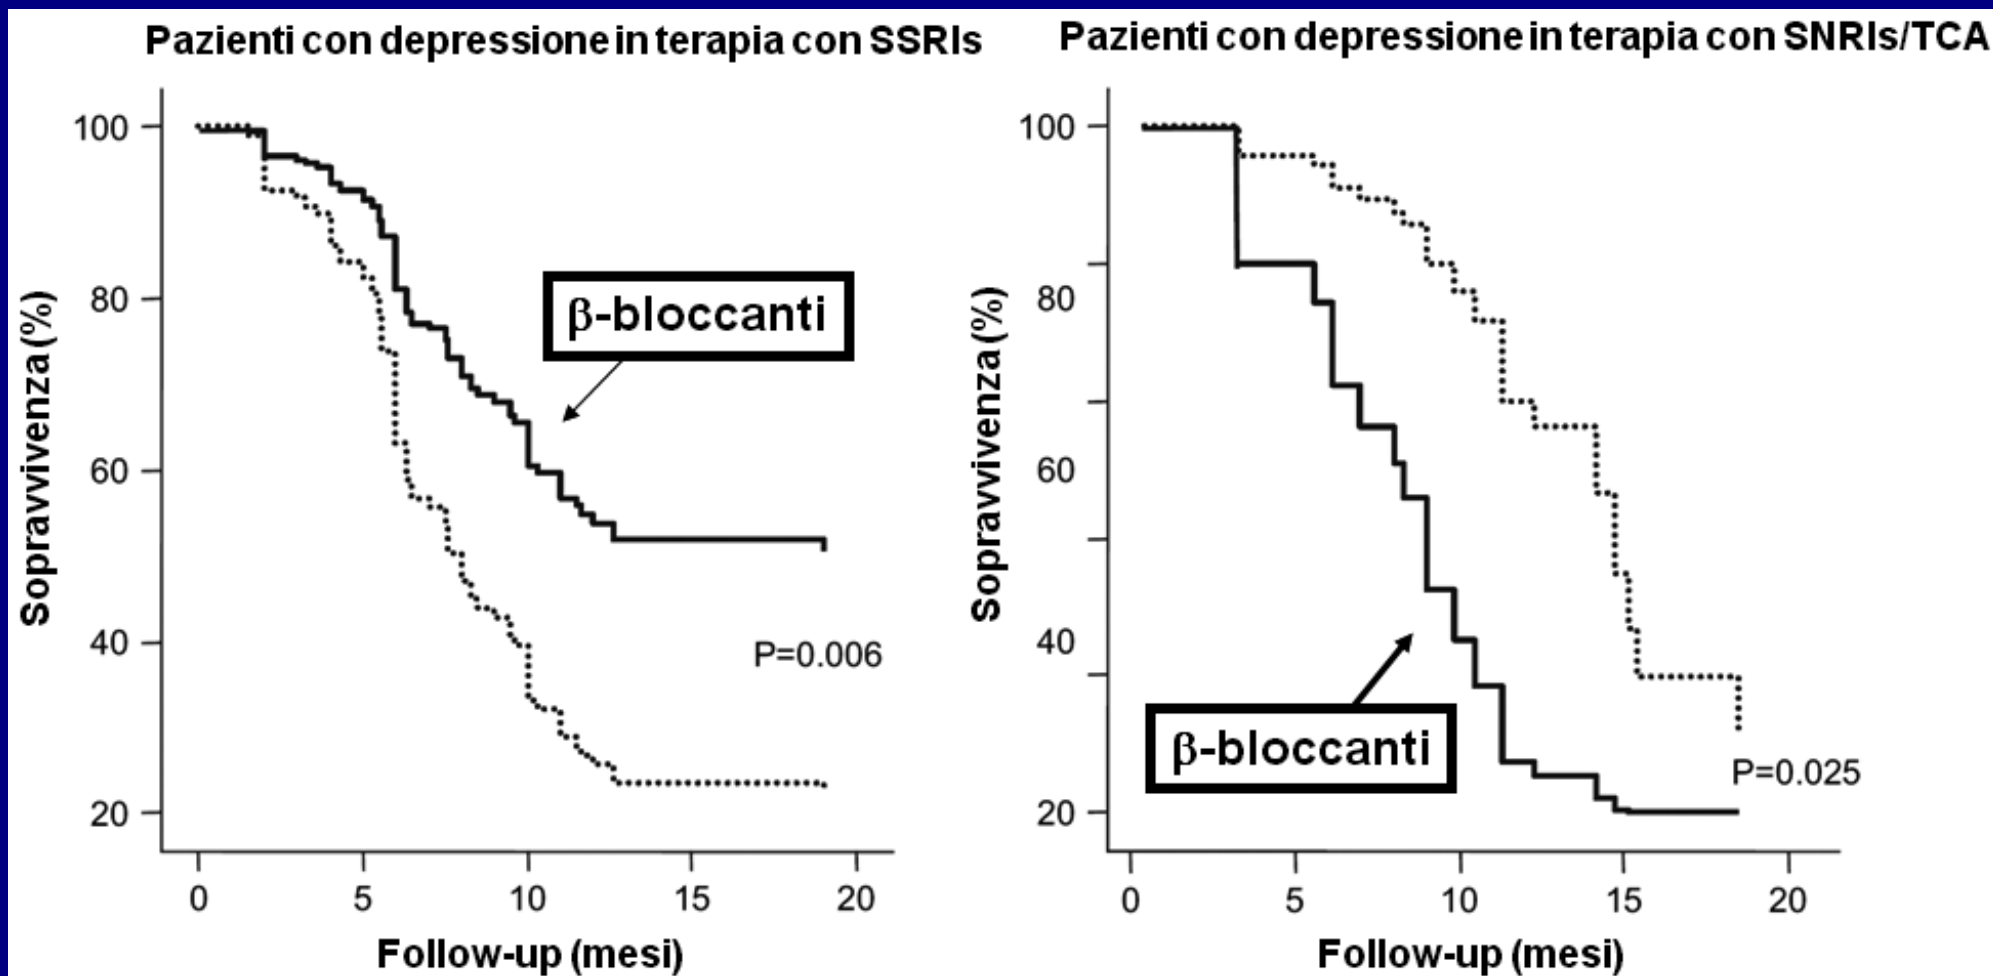 Pazienti con depressione in terapia con SSRIs
Sopravvivenza (%)
100
80
60
40
20
β-bloccanti
P=0.006
0 5 10 15 20
Follow-up (mesi)
Pazienti con depressione in terapia con SNRIs/TCA
Sopravvivenza (%)
100
80
60
40
20
β-bloccanti
P=0.025
0 5 10 15 20
Follow-up (mesi)